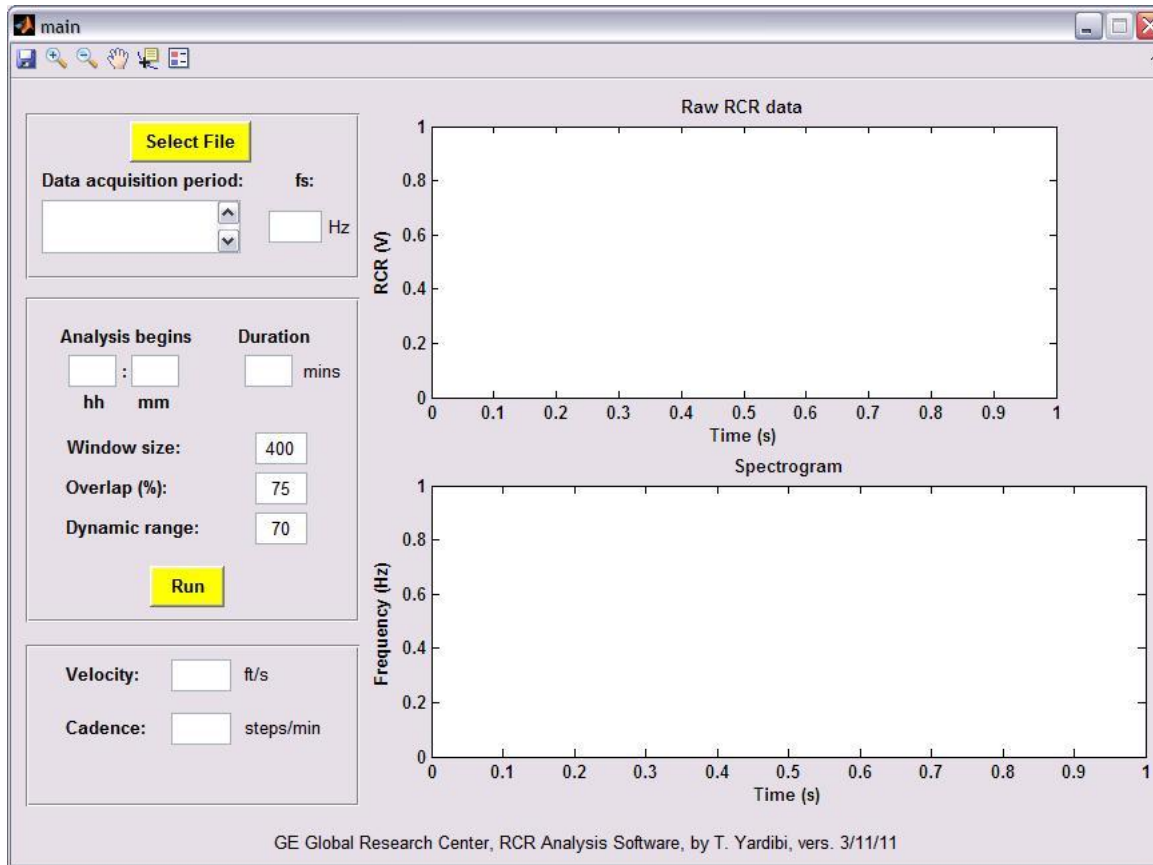 main
Select File
Data acquisition period: fs:
Hz
Analysis begins Duration
: mins
hh mm
Window size: 400
Overlap (%): 75
Dynamic range: 70
Run
Velocity: ft/s
Cadence: steps/min
Raw RCR data
RCR (V)
1
0.8
0.6
0.4
0.2
0
0 0.1 0.2 0.3 0.4 0.5 0.6 0.7 0.8 0.9 1
Time (s)
Spectrogram
Frequency (Hz)
1
0.8
0.6
0.4
0.2
0
0 0.1 0.2 0.3 0.4 0.5 0.6 0.7 0.8 0.9 1
Time (s)
GE Global Research Center, RCR Analysis Software, by T. Yardibi, vers. 3/11/11